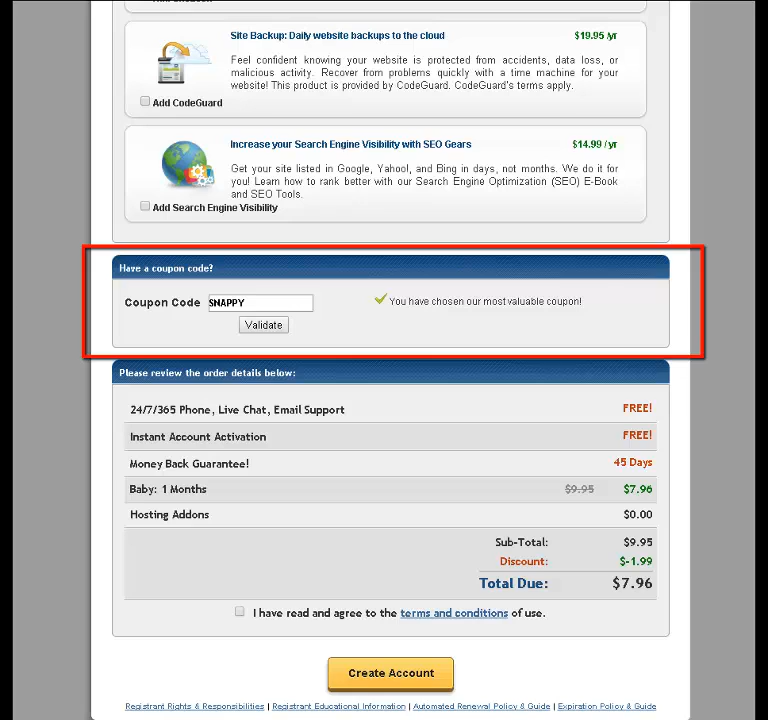 Site Backup: Daily website backups to the cloud $19.95 /yr
Feel confident knowing your website is protected from accidents, data loss, or
malicious activity. Recover from problems quickly with a time machine for your
website! This product is provided by CodeGuard. CodeGuard's terms apply.
Add CodeGuard
Increase your Search Engine Visibility with SEO Gears $14.99 / yr
Get your site listed in Google, Yahoo, and Bing in days, not months. We do it for
you! Learn how to rank better with our Search Engine Optimization (SEO) E-Book
and SEO Tools.
Add Search Engine Visibility
Have a coupon code?
Coupon Code SNAPPY You have chosen our most valuable coupon!
Validate
Please review the order details below:
24/7/365 Phone, Live Chat, Email Support FREE!
Instant Account Activation FREE!
Money Back Guarantee! 45 Days
Baby: 1 Months $9.95 $7.96
Hosting Addons $0.00
Sub-Total: $9.95
Discount: $-1.99
Total Due: $7.96
I have read and agree to the terms and conditions of use.
Create Account
Registrant Rights & Responsibilities | Registrant Educational Information | Automated Renewal Policy & Guide | Expiration Policy & Guide